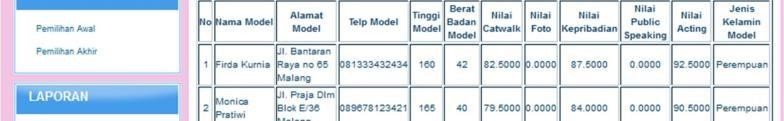 Pemilihan Awal
Pemilihan Akhir
LAPORAN
No Nama Model Alamat Model Telp Model Tinggi Model Berat Badan Model Nilai Catwalk Nilai Foto Nilai Kepribadian Nilai Public Speaking Nilai Acting Jenis Kelamin Model
1 Firda Kurnia Jl. Bantaran Raya no 65 Malang 081333432434 160 42 82.5000 0.0000 87.5000 0.0000 92.5000 Perempuan
2 Monica Pratiwi Jl. Praja Dlm Blok E/36 Malang 089678123421 165 40 79.5000 0.0000 84.0000 0.0000 90.5000 Perempuan